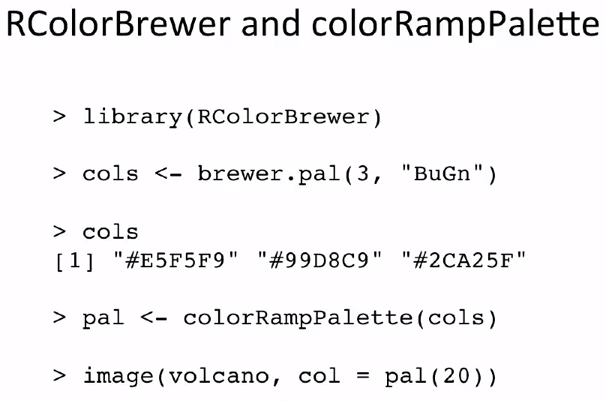 RColorBrewer and colorRampPalette
> library(RColorBrewer)
> cols <- brewer.pal(3, "BuGn")
> cols
[1] "#E5F5F9" "#99D8C9" "#2CA25F"
> pal <- colorRampPalette(cols)
> image(volcano, col = pal(20))